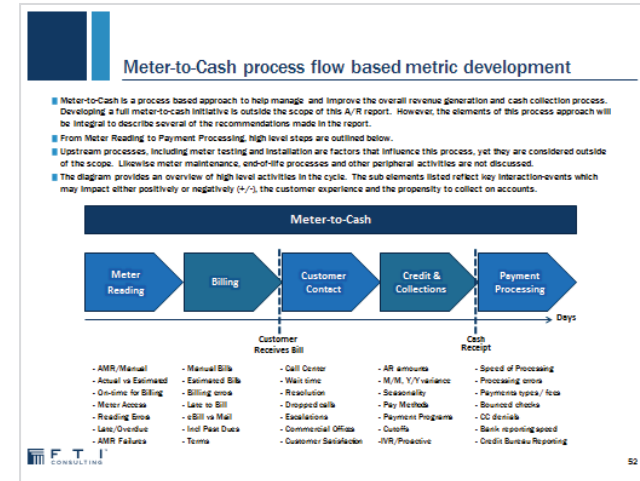 Meter-to-Cash process flow based metric development
Meter-to-Cash is a process based approach to help manage and improve the overall revenue generation and cash collection process.
Developing a full meter-to-cash initiative is outside the scope of this A/R report. However, the elements of this process approach will
be integral to describe several of the recommendations made in the report.
From Meter Reading to Payment Processing, high level steps are outlined below.
Upstream processes, including meter testing and installation are factors that influence this process, yet they are considered outside
of the scope. Likewise meter maintenance, end-of-life processes and other peripheral activities are not discussed.
The diagram provides an overview of high level activities in the cycle. The sub elements listed reflect key interaction-events which
may impact either positively or negatively (+/-), the customer experience and the propensity to collect on accounts.
Meter-to-Cash
Meter
Reading
Billing
Customer
Contact
Credit &
Collections
Payment
Processing
Days
Customer
Receives Bill
Cash
Receipt
- AMR/Manual
- Actual vs Estimated
- On-time for Billing
- Meter Access
- Reading Errors
- Late/Overdue
- AMR Failures
- Manual Bills
- Estimated Bills
- Billing errors
- Late to Bill
- eBill vs Mail
- Incl Past Dues
- Terms
- Call Center
- Wait time
- Resolution
- Dropped calls
- Escalations
- Commercial Offices
- Customer Satisfaction
- AR amounts
- M/M, Y/Y variance
- Seasonality
- Pay Methods
- Payment Programs
- Cutoffs
-IVR/Proactive
- Speed of Processing
- Processing errors
- Payments types/ fees
- Bounced checks
- CC denials
- Bank reporting speed
- Credit Bureau Reporting
F T I
CONSULTING
52